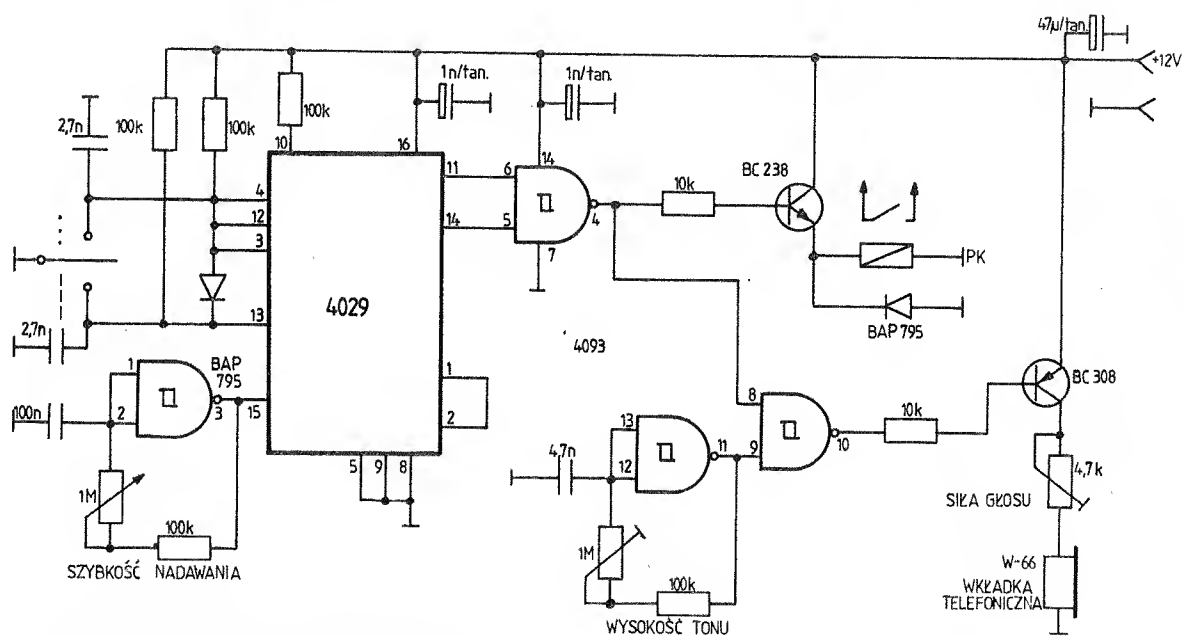 47µ/tan.
+12V
1n/tan.
1n/tan.
100k
100k
100k
2,7n
10
16
4
12
3
13
15
11
14
1
2
5
9
8
4029
6
5
14
7
4
10k
BC 238
PK
BAP 795
2,7n
BAP
795
1
2
3
100n
1M
100k
SZYBKOŚĆ NADAWANIA
4093
4,7n
13
12
11
8
9
10
10k
1M
100k
WYSOKOŚĆ TONU
BC 308
4,7k
SIŁA GŁOSU
W-66
WKŁADKA
TELEFONICZNA